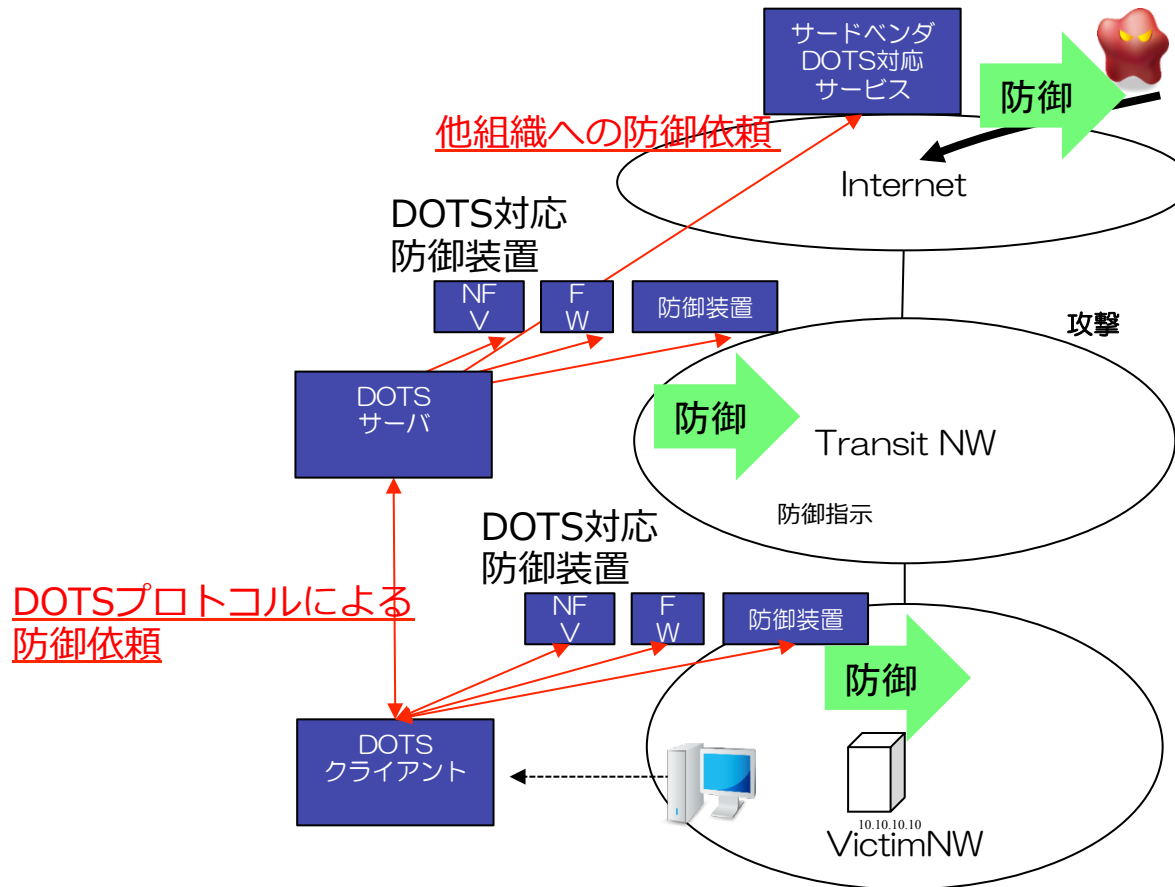 サードベンダ
DOTS対応
サービス
防御
他組織への防御依頼
Internet
DOTS対応
防御装置
NF
V
F
W
防御装置
攻撃
DOTS
サーバ
防御
Transit NW
防御指示
DOTS対応
防御装置
DOTSプロトコルによる
防御依頼
NF
V
F
W
防御装置
防御
DOTS
クライアント
10.10.10.10
VictimNW